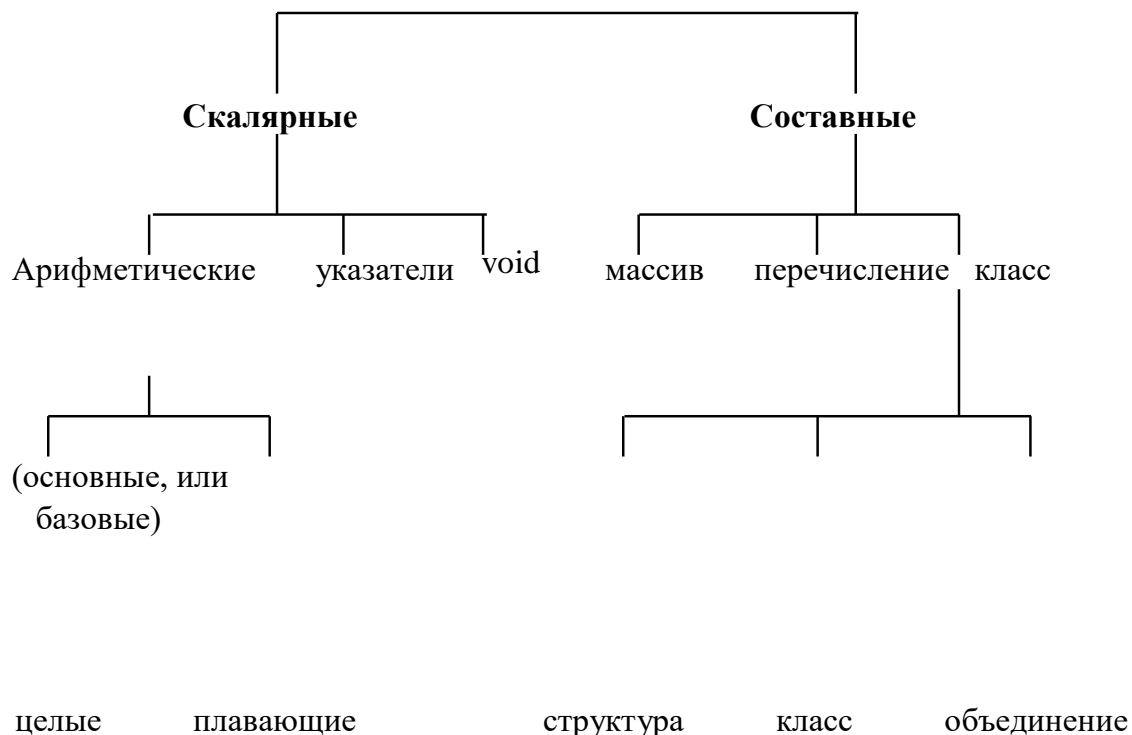 Скалярные Составные
Арифметические указатели void массив перечисление класс
(основные, или
базовые)
целые плавающие структура класс объединение